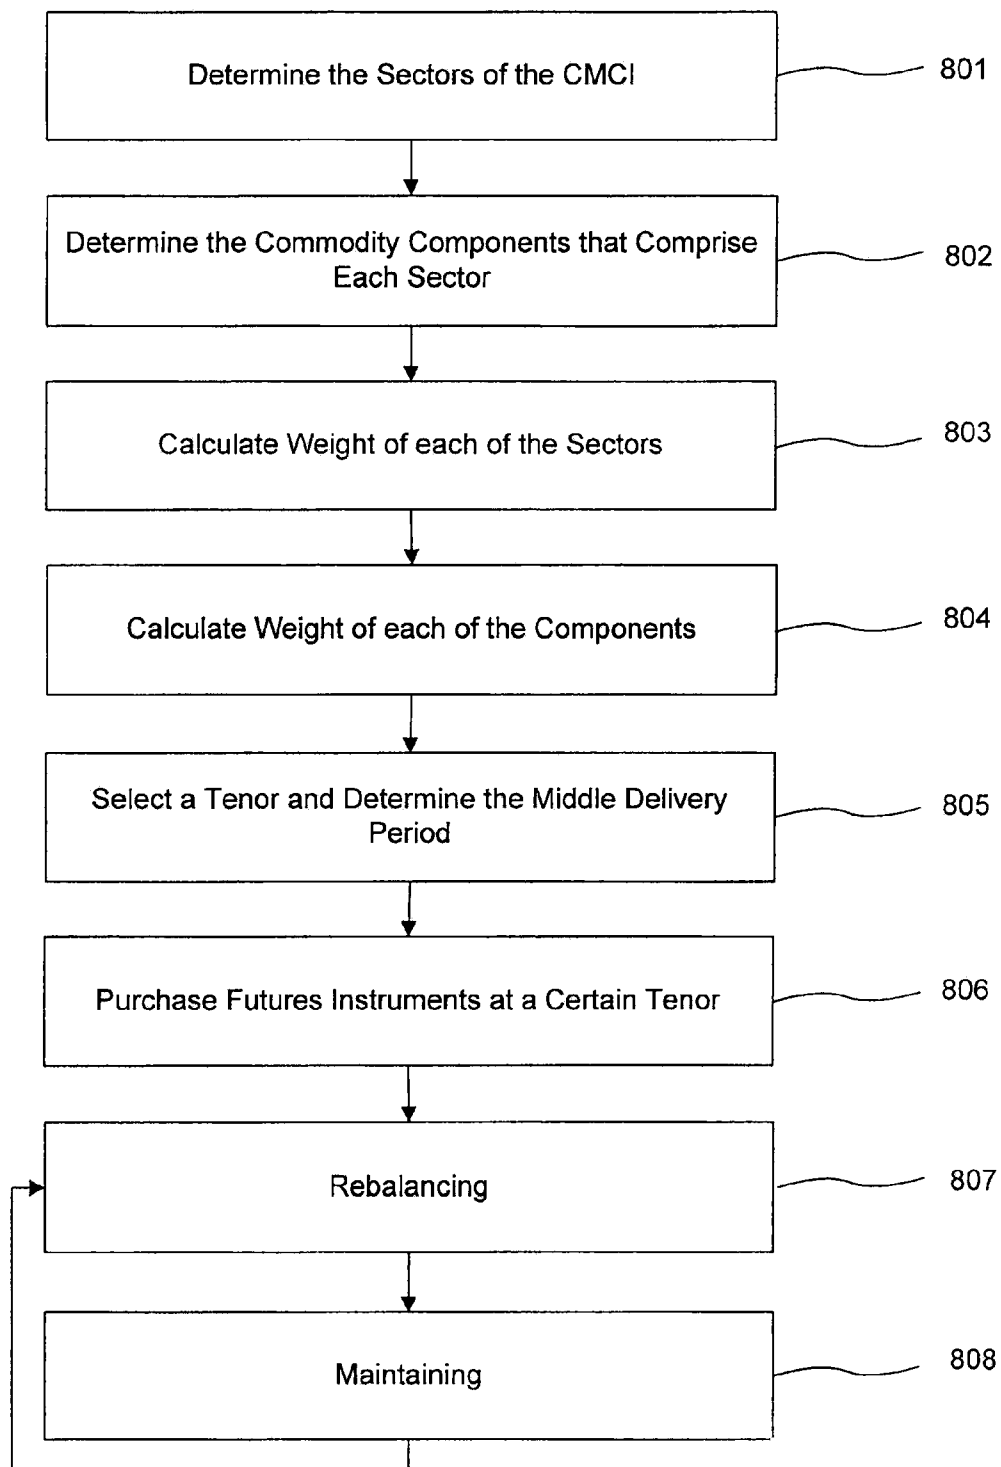 Determine the Sectors of the CMCI
801
Determine the Commodity Components that Comprise
Each Sector
802
Calculate Weight of each of the Sectors
803
Calculate Weight of each of the Components
804
Select a Tenor and Determine the Middle Delivery
Period
805
Purchase Futures Instruments at a Certain Tenor
806
Rebalancing
807
Maintaining
808